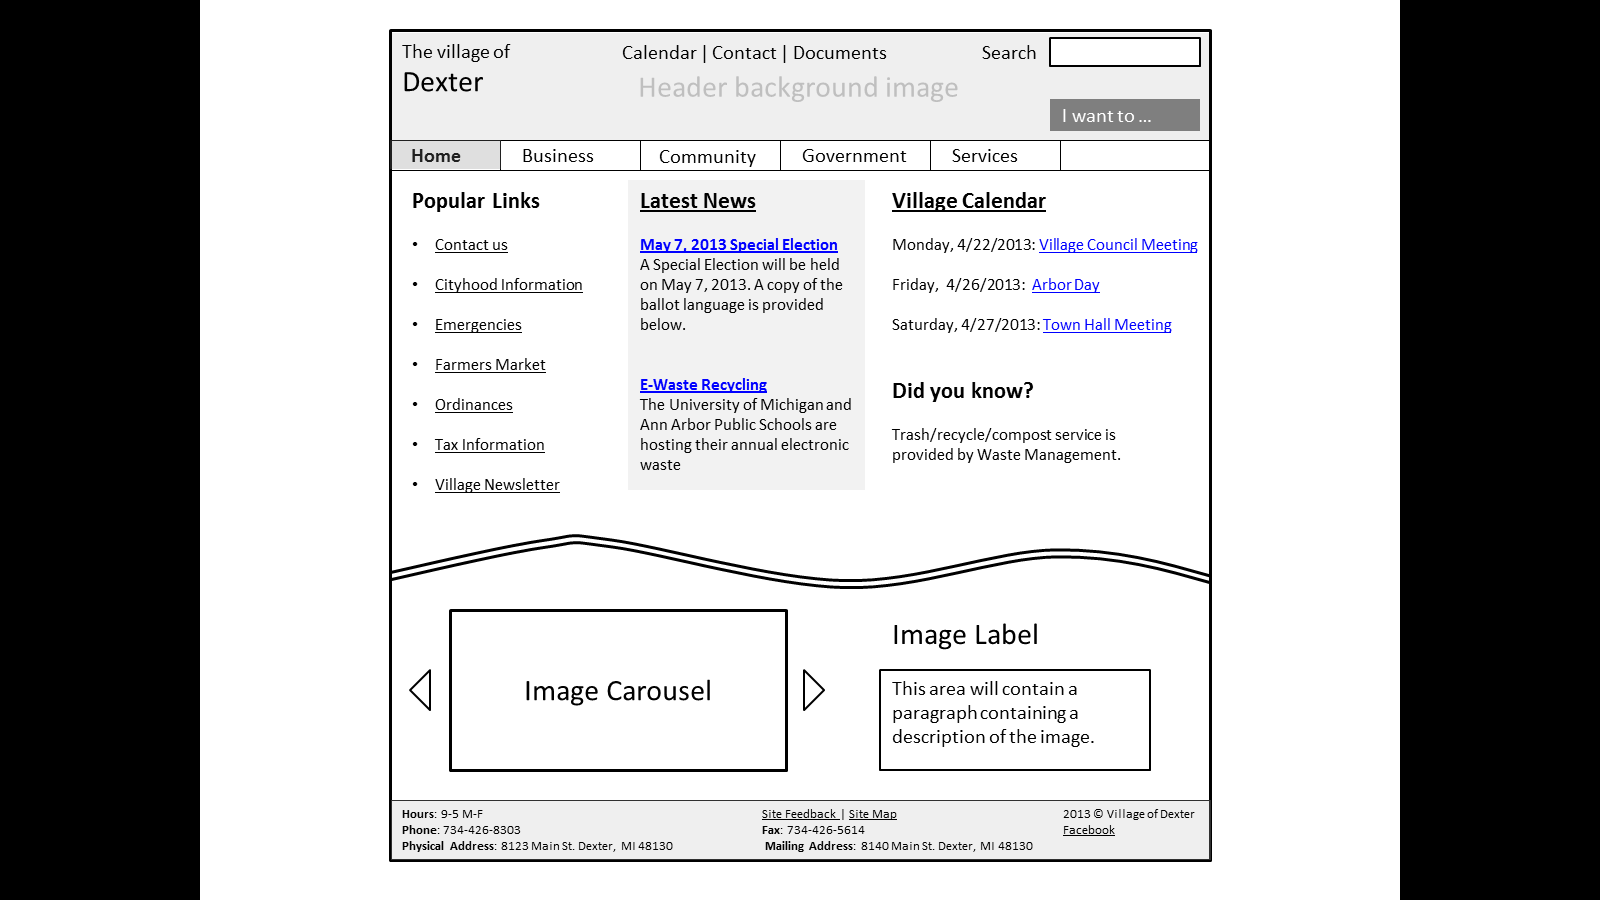 The village of
Dexter
Calendar | Contact | Documents
Search
Header background image
I want to ...
Home
Business
Community
Government
Services
Popular Links
• Contact us
• Cityhood Information
• Emergencies
• Farmers Market
• Ordinances
• Tax Information
• Village Newsletter
Latest News
May 7, 2013 Special Election
A Special Election will be held
on May 7, 2013. A copy of the
ballot language is provided
below.
E-Waste Recycling
The University of Michigan and
Ann Arbor Public Schools are
hosting their annual electronic
waste
Village Calendar
Monday, 4/22/2013: Village Council Meeting
Friday, 4/26/2013: Arbor Day
Saturday, 4/27/2013: Town Hall Meeting
Did you know?
Trash/recycle/compost service is
provided by Waste Management.
Image Carousel
Image Label
This area will contain a
paragraph containing a
description of the image.
Hours: 9-5 M-F
Phone: 734-426-8303
Physical Address: 8123 Main St. Dexter, MI 48130
Site Feedback | Site Map
Fax: 734-426-5614
Mailing Address: 8140 Main St. Dexter, MI 48130
2013 © Village of Dexter
Facebook